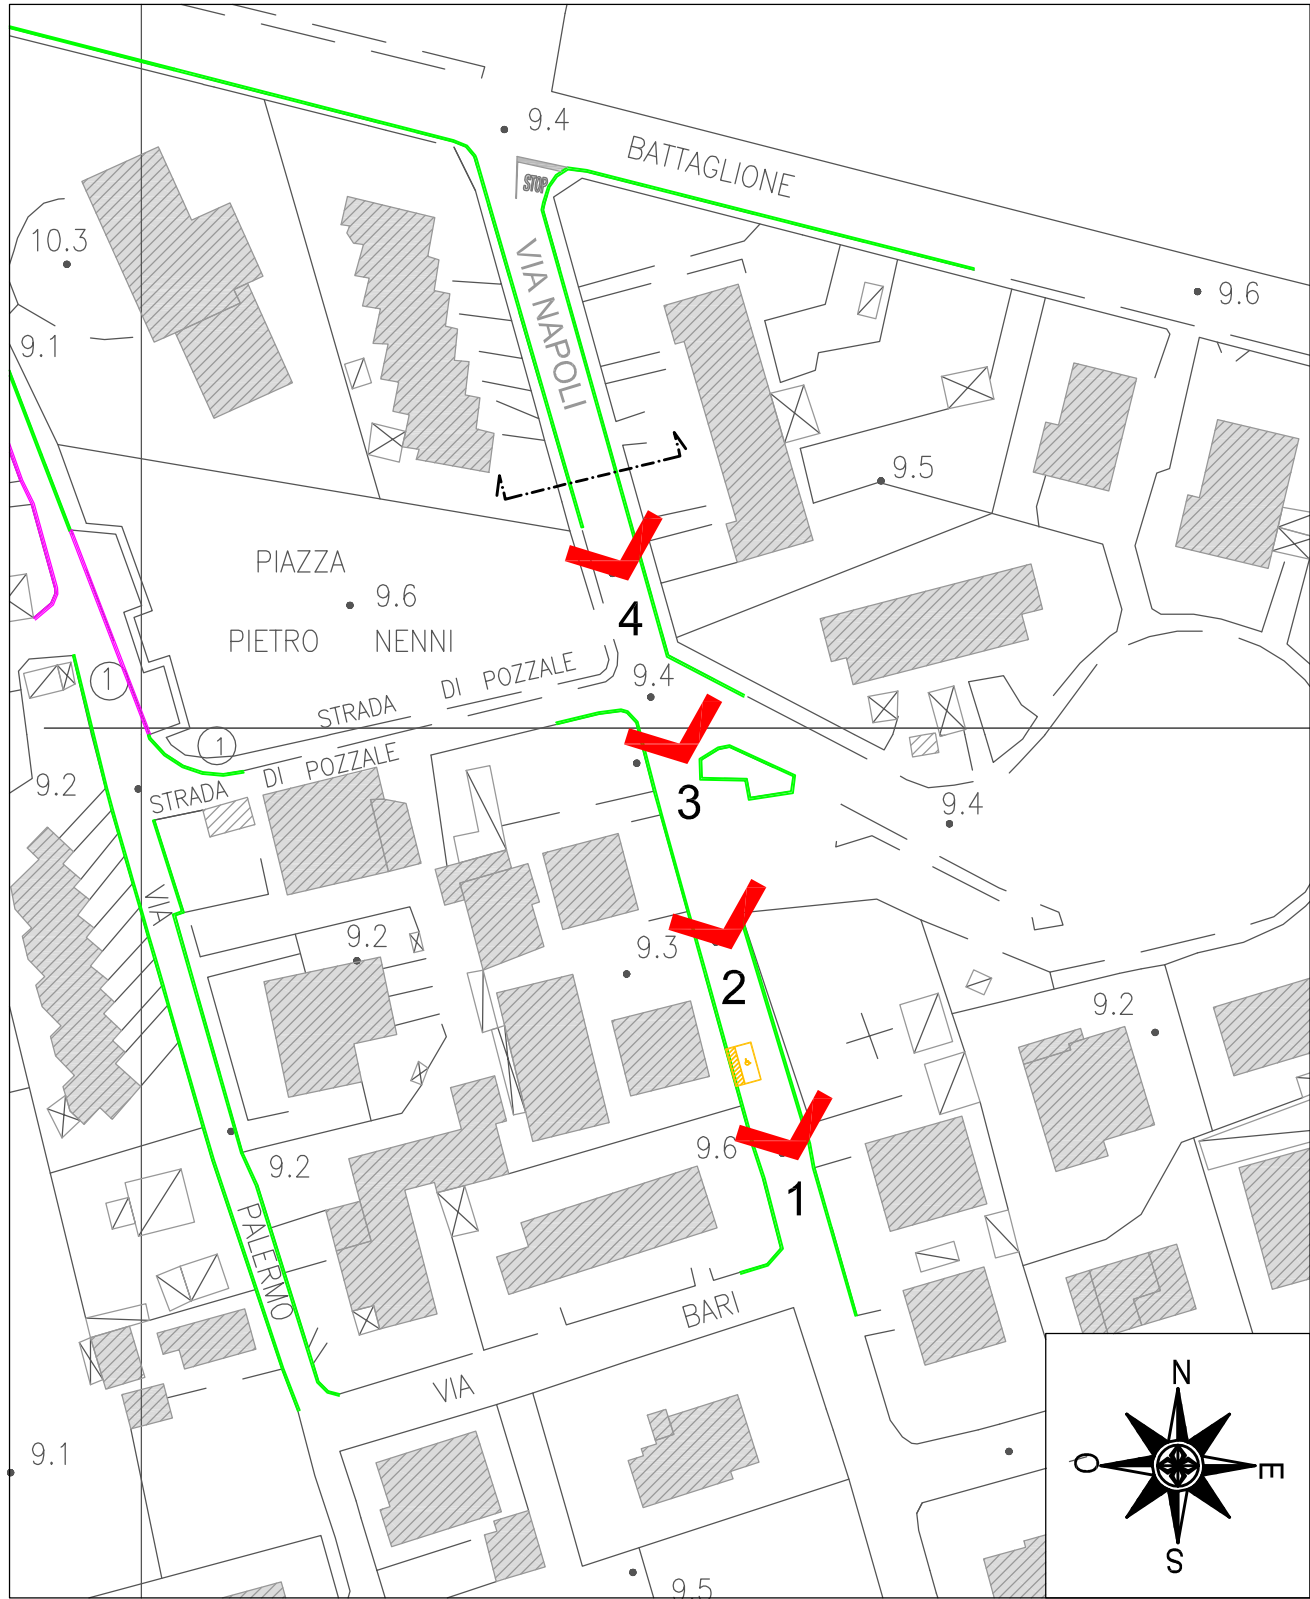 9.4
BATTAGLIONE
STOP
10.3
VIA NAPOLI
9.6
9.1
9.5
PIAZZA
9.6
PIETRO NENNI
4
STRADA DI POZZALE
9.4
1
1
STRADA DI POZZALE
9.2
3
9.4
VIA
9.2
9.3
2
9.2
9.6
9.2
1
PALERMO
BARI
VIA
N
9.1
O
E
S
9.5